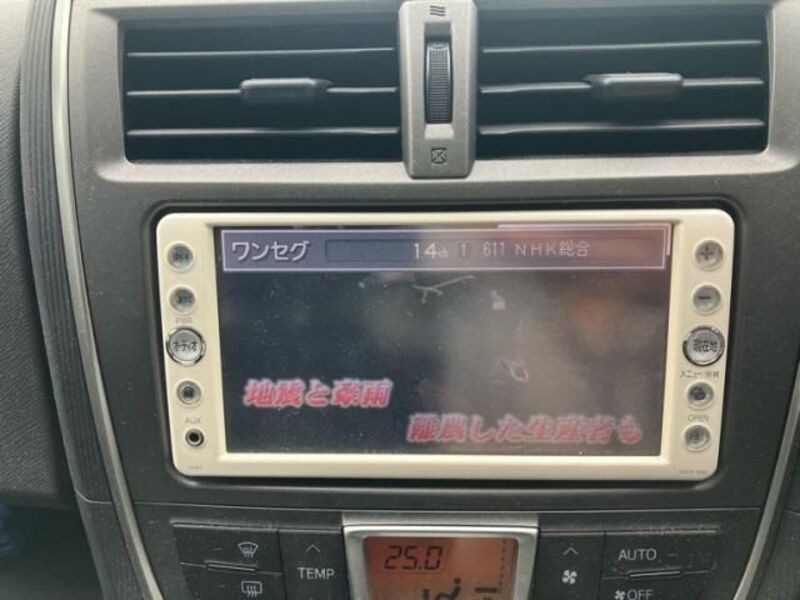 ワンセグ 14ch 1 611 NHK総合
オーディオ
現在地
メニュー
AUX
OPEN
地震と豪雨
離農した生産者も
25.0
TEMP
AUTO
OFF